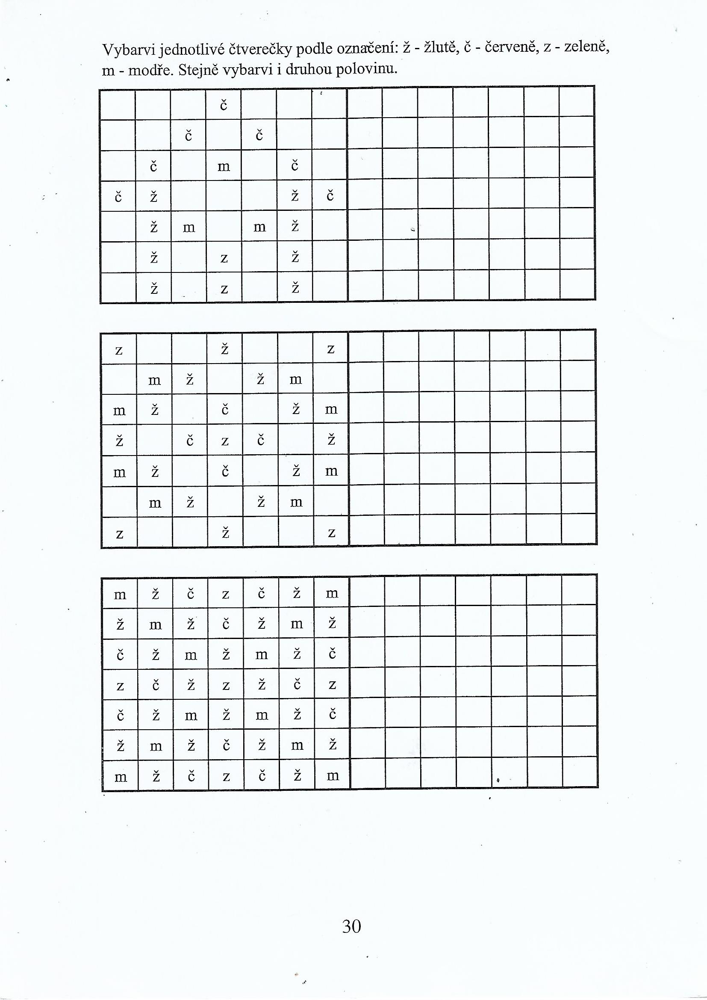 Vybarvi jednotlivé čtverečky podle označení: ž - žlutě, č - červeně, z - zeleně,
m - modře. Stejně vybarvi i druhou polovinu.
č
č č
č m č
č ž ž č
ž m m ž
ž z ž
ž z ž
z ž z
m ž ž m
m ž č ž m
ž č z č ž
m ž č ž m
m ž ž m
z ž z
m ž č z č ž m
ž m ž č ž m ž
č ž m ž m ž č
z č ž z ž č z
č ž m ž m ž č
ž m ž č ž m ž
m ž č z č ž m
30